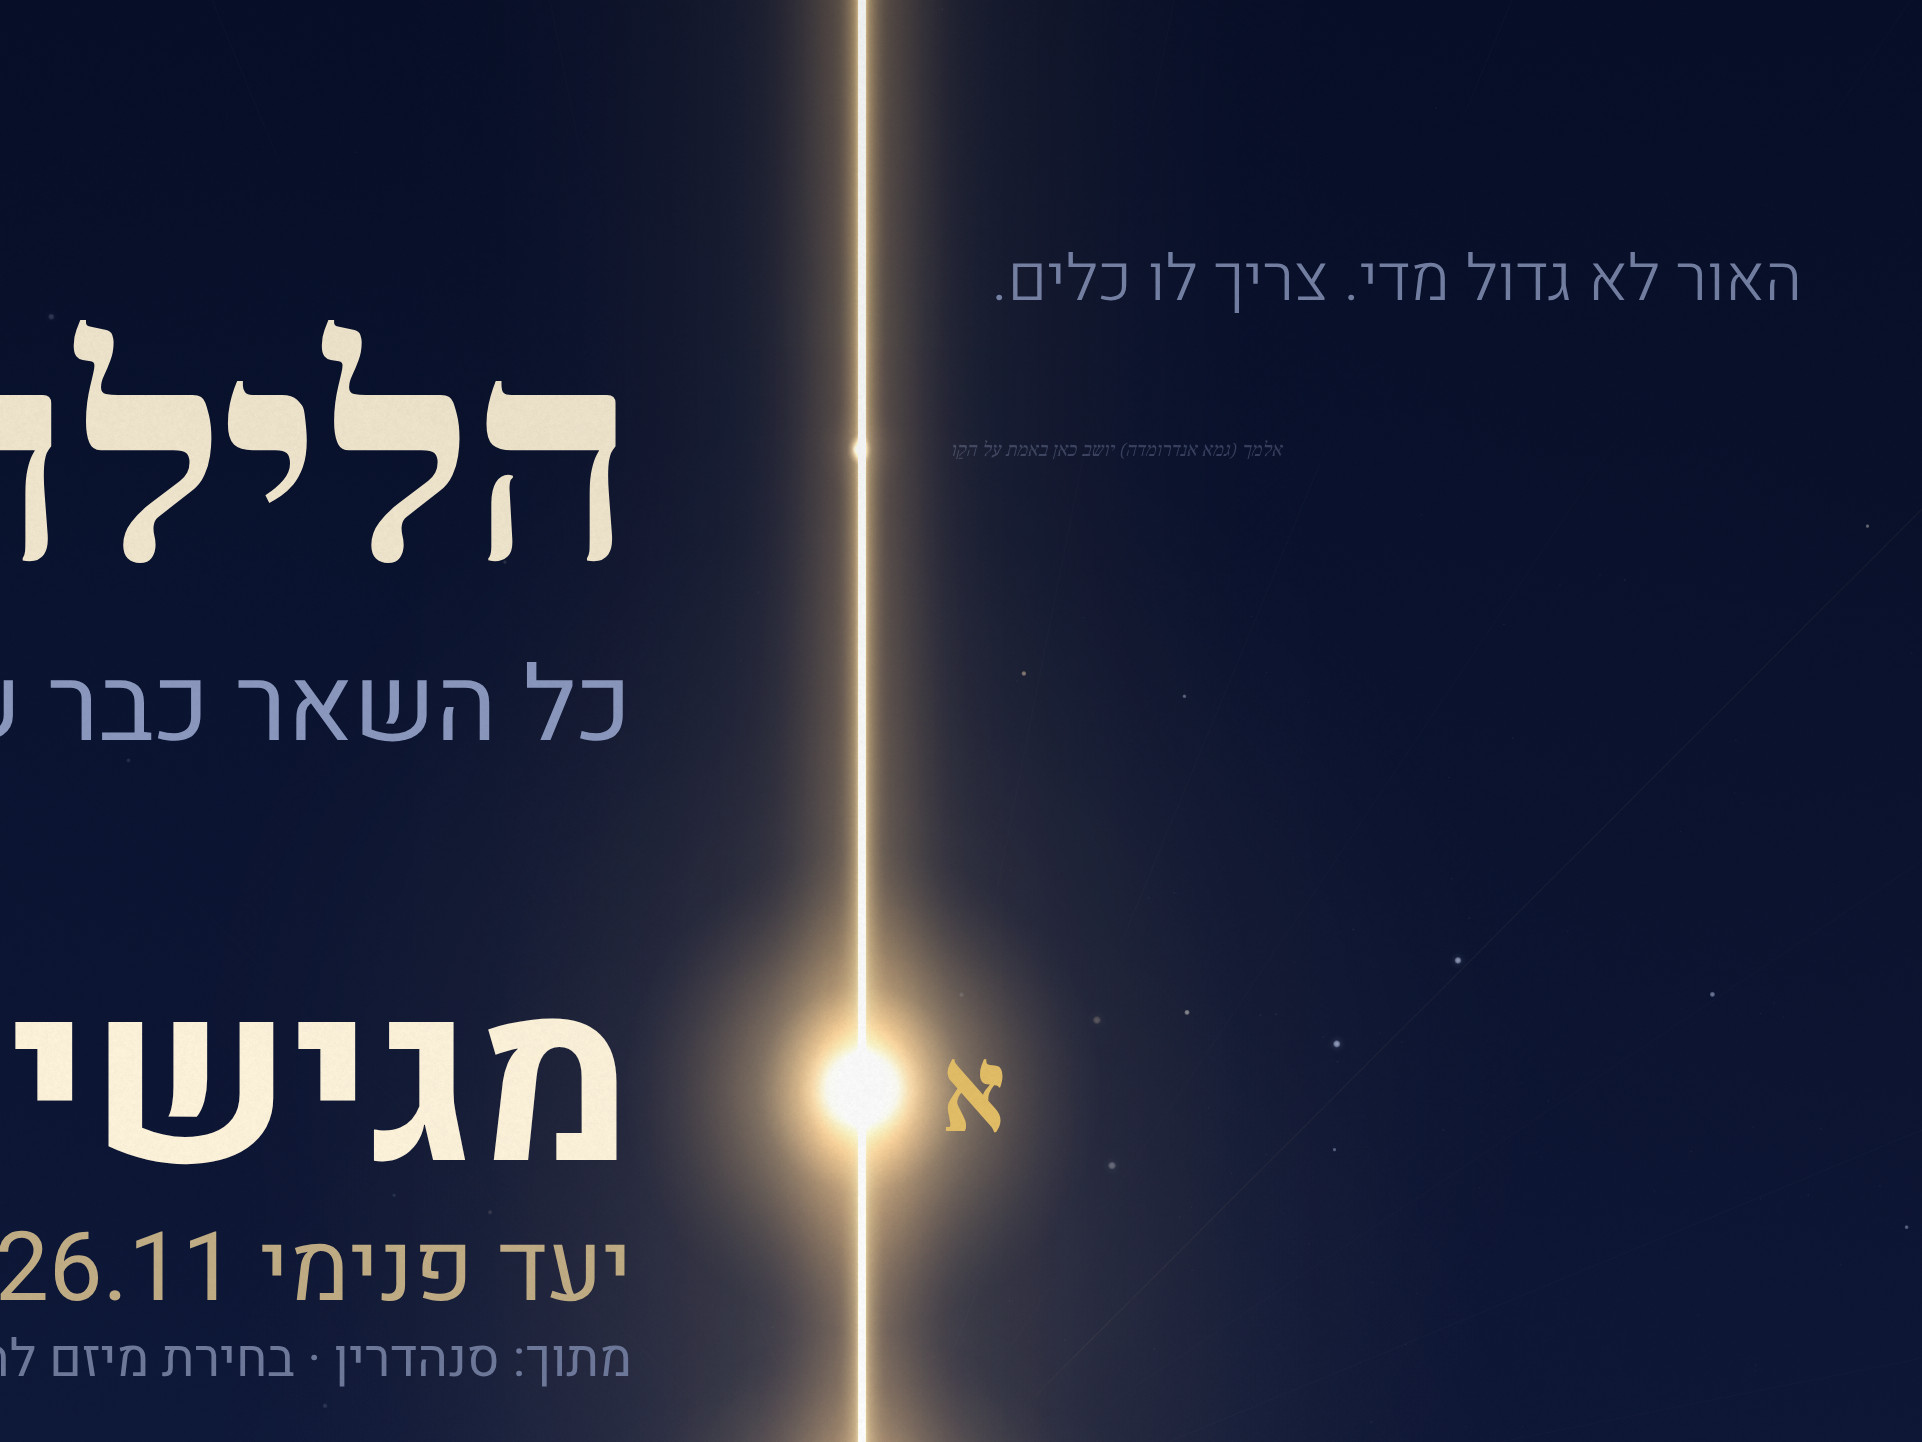 האור לא גדול מדי. צריך לו כלים.
הלילה
אלמך (גמא אנדרומדה) יושב כאן באמת על הקו
כל השאר כבר
מגישי
א
יעד פנימי 26.11
מתוך: סנהדרין · בחירת מיזם